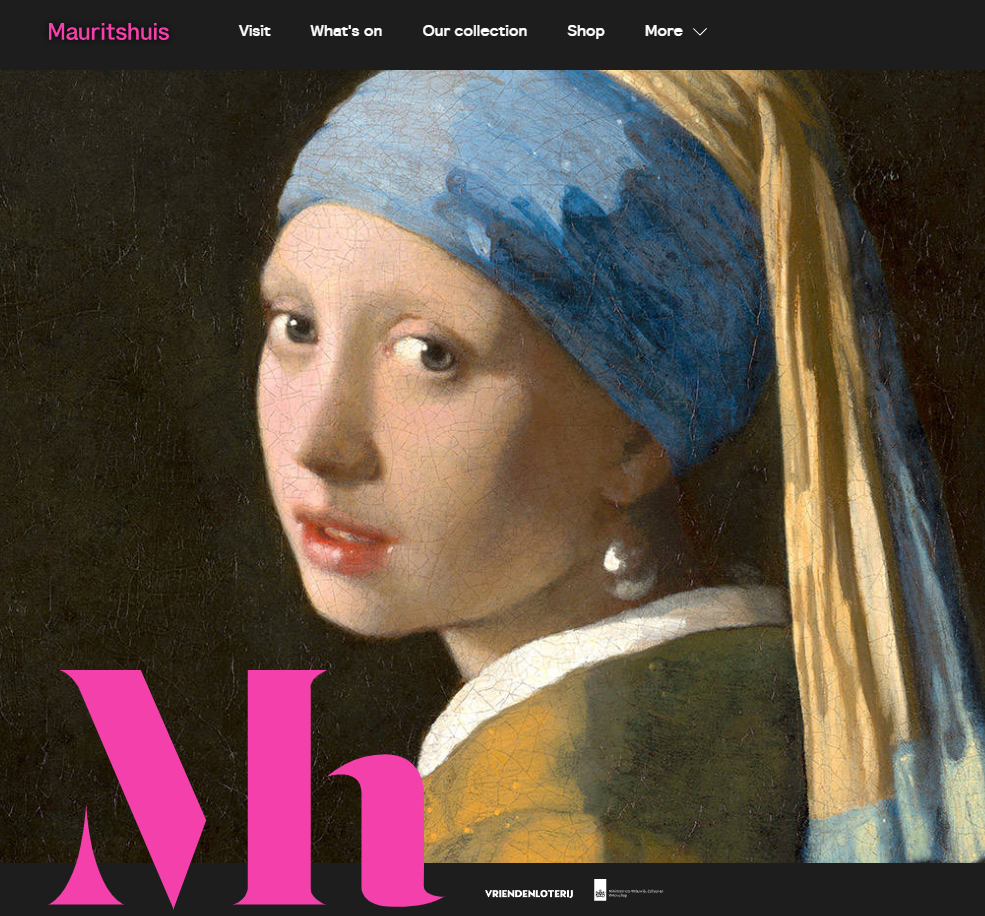 Mauritshuis Visit What's on Our collection Shop More
Mh
VRIENDENLOTERIJ